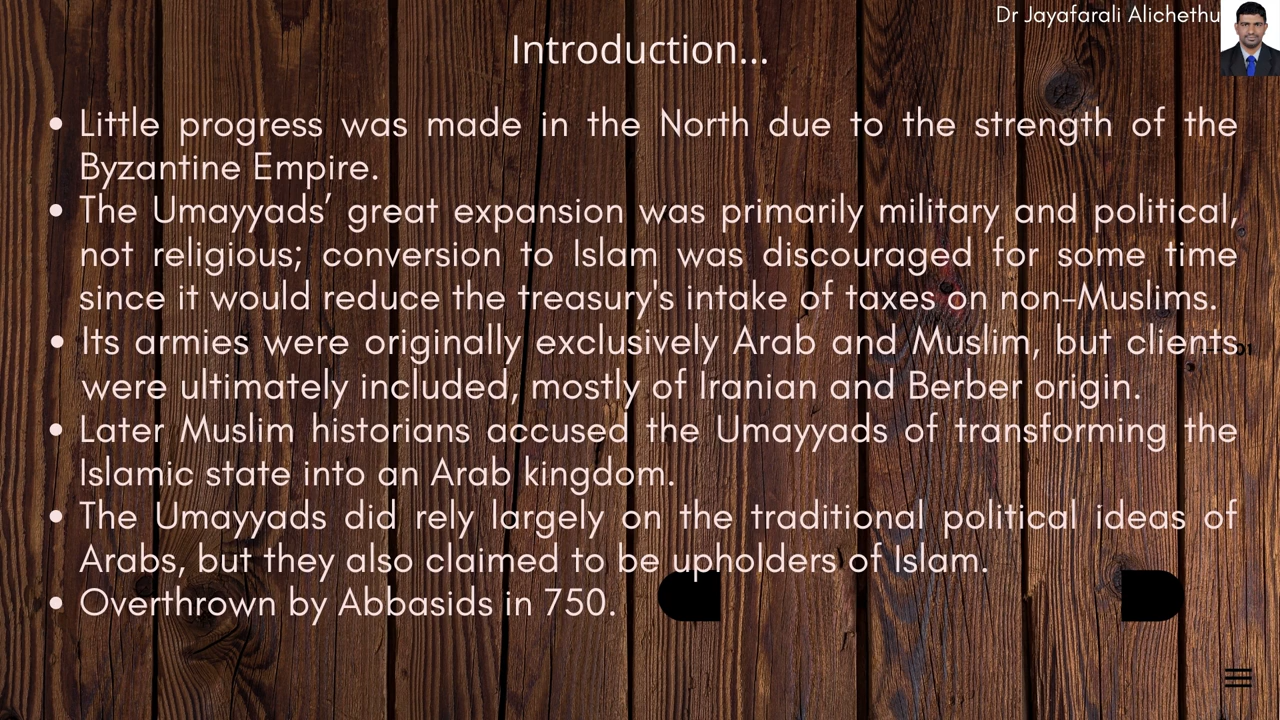 Dr Jayafarali Alichethu
Introduction...
• Little progress was made in the North due to the strength of the
Byzantine Empire.
• The Umayyads’ great expansion was primarily military and political,
not religious; conversion to Islam was discouraged for some time
since it would reduce the treasury's intake of taxes on non-Muslims.
• Its armies were originally exclusively Arab and Muslim, but clients
were ultimately included, mostly of Iranian and Berber origin.
01
• Later Muslim historians accused the Umayyads of transforming the
Islamic state into an Arab kingdom.
• The Umayyads did rely largely on the traditional political ideas of
Arabs, but they also claimed to be upholders of Islam.
• Overthrown by Abbasids in 750.